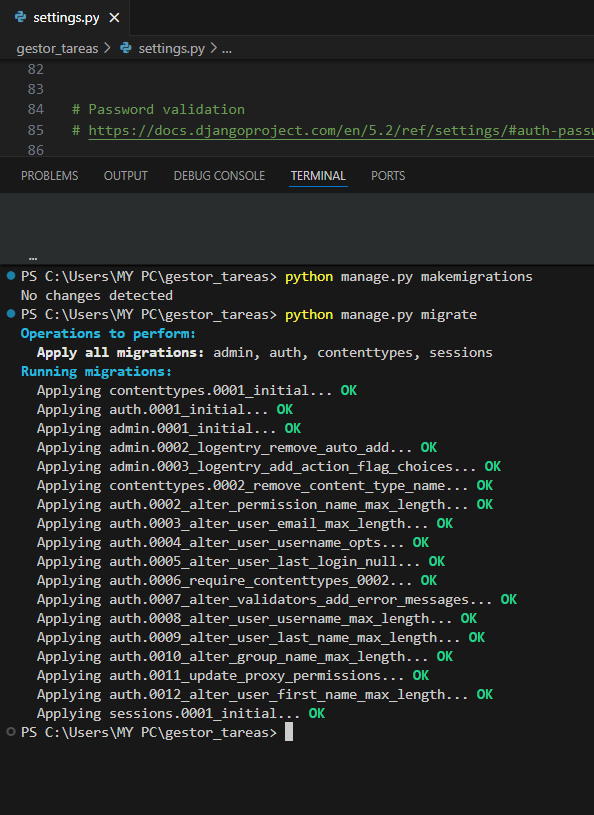 settings.py
gestor_tareas > settings.py > ...
82
83
84 # Password validation
85 # https://docs.djangoproject.com/en/5.2/ref/settings/#auth-passw
86
PROBLEMS OUTPUT DEBUG CONSOLE TERMINAL PORTS
...
PS C:\Users\MY PC\gestor_tareas> python manage.py makemigrations
No changes detected
PS C:\Users\MY PC\gestor_tareas> python manage.py migrate
Operations to perform:
  Apply all migrations: admin, auth, contenttypes, sessions
Running migrations:
  Applying contenttypes.0001_initial... OK
  Applying auth.0001_initial... OK
  Applying admin.0001_initial... OK
  Applying admin.0002_logentry_remove_auto_add... OK
  Applying admin.0003_logentry_add_action_flag_choices... OK
  Applying contenttypes.0002_remove_content_type_name... OK
  Applying auth.0002_alter_permission_name_max_length... OK
  Applying auth.0003_alter_user_email_max_length... OK
  Applying auth.0004_alter_user_username_opts... OK
  Applying auth.0005_alter_user_last_login_null... OK
  Applying auth.0006_require_contenttypes_0002... OK
  Applying auth.0007_alter_validators_add_error_messages... OK
  Applying auth.0008_alter_user_username_max_length... OK
  Applying auth.0009_alter_user_last_name_max_length... OK
  Applying auth.0010_alter_group_name_max_length... OK
  Applying auth.0011_update_proxy_permissions... OK
  Applying auth.0012_alter_user_first_name_max_length... OK
  Applying sessions.0001_initial... OK
PS C:\Users\MY PC\gestor_tareas>